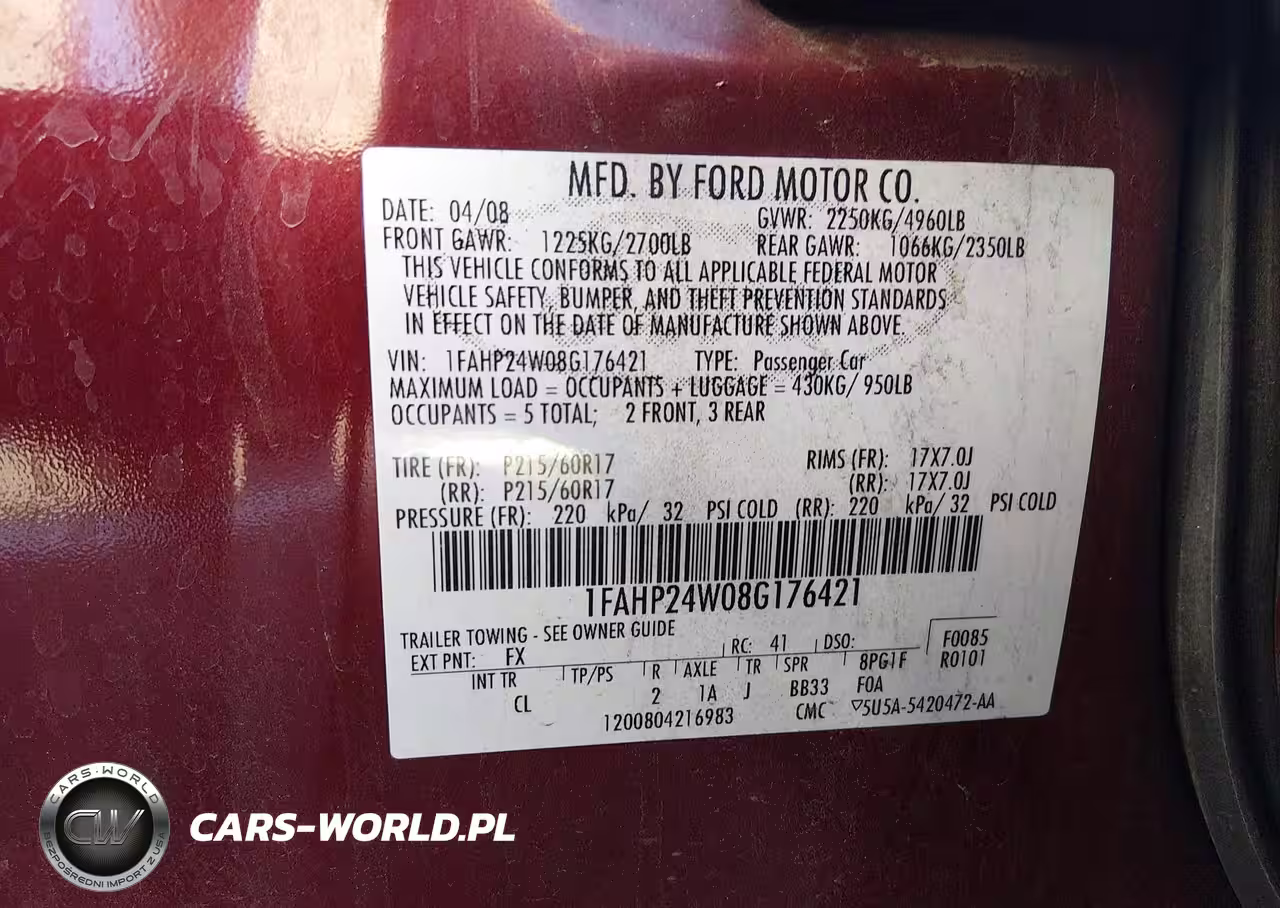 MFD. BY FORD MOTOR CO.
DATE: 04/08 GVWR: 2250KG/4960LB
FRONT GAWR: 1225KG/2700LB REAR GAWR: 1066KG/2350LB
THIS VEHICLE CONFORMS TO ALL APPLICABLE FEDERAL MOTOR
VEHICLE SAFETY, BUMPER, AND THEFT PREVENTION STANDARDS
IN EFFECT ON THE DATE OF MANUFACTURE SHOWN ABOVE.
VIN: 1FAHP24W08G176421 TYPE: Passenger Car
MAXIMUM LOAD = OCCUPANTS + LUGGAGE = 430KG/ 950LB
OCCUPANTS = 5 TOTAL; 2 FRONT, 3 REAR
TIRE (FR): P215/60R17 RIMS (FR): 17X7.0J
(RR): P215/60R17 (RR): 17X7.0J
PRESSURE (FR): 220 kPa/ 32 PSI COLD (RR): 220 kPa/ 32 PSI COLD
1FAHP24W08G176421
TRAILER TOWING - SEE OWNER GUIDE
EXT PNT: FX RC: 41 DSO: F0085
INT TR TP/PS R AXLE TR SPR 8PG1F R0101
CL 2 1A J BB33 F0A
1200804216983 CMC ▽5U5A-5420472-AA
CARS-WORLD
CW
BEZPOŚREDNI IMPORT Z USA
CARS-WORLD.PL